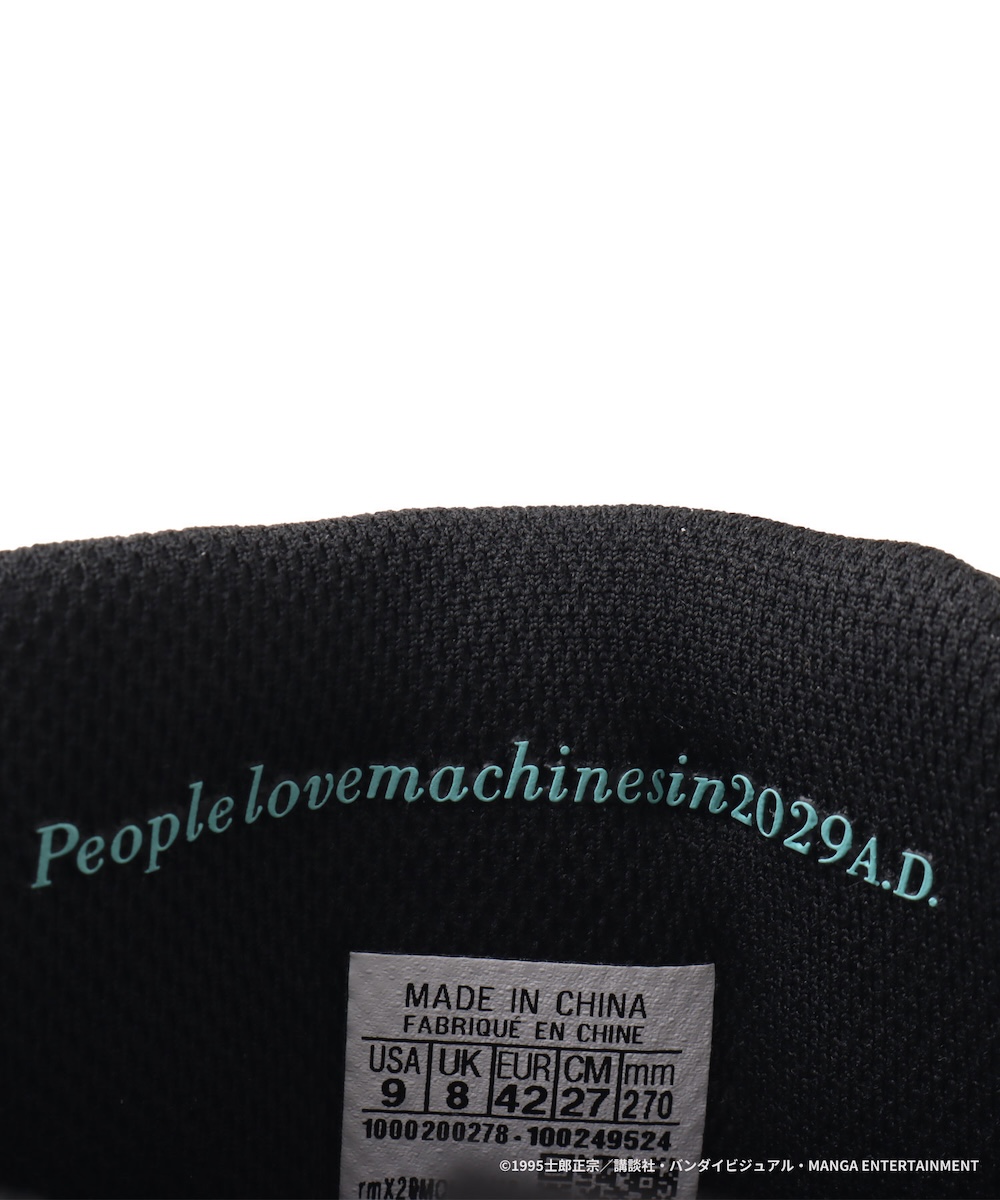 Peoplelovemachinesin2029A.D.
MADE IN CHINA
FABRIQUÉ EN CHINE
USA UK EUR CM mm
9 8 42 27 270
1000200278-100249524
©1995士郎正宗／講談社・バンダイビジュアル・MANGA ENTERTAINMENT